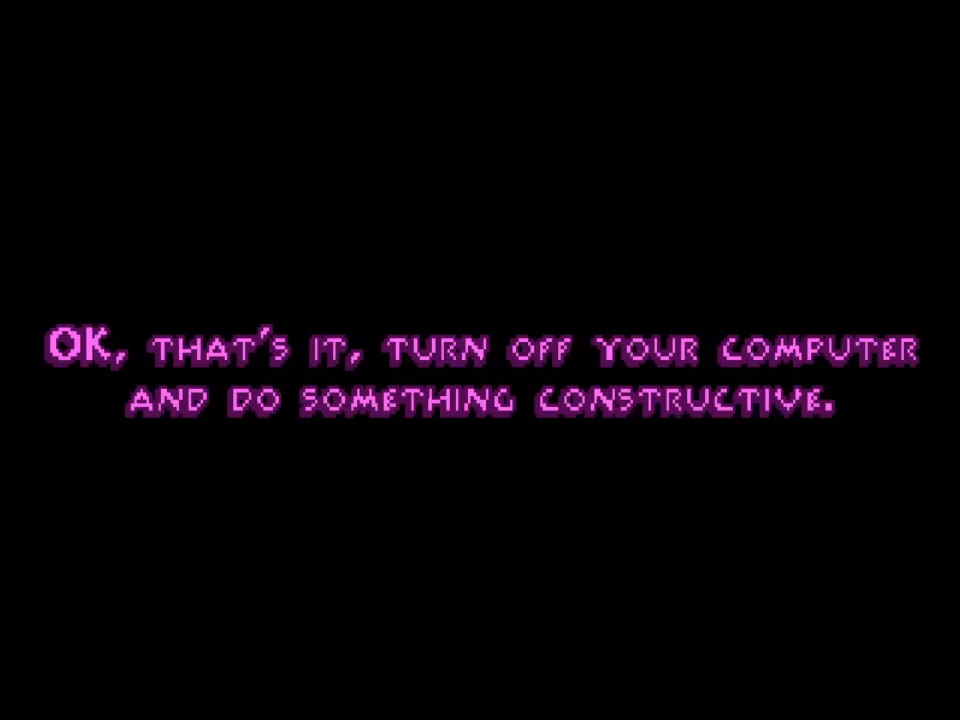 OK, THAT'S IT, TURN OFF YOUR COMPUTER
AND DO SOMETHING CONSTRUCTIVE.